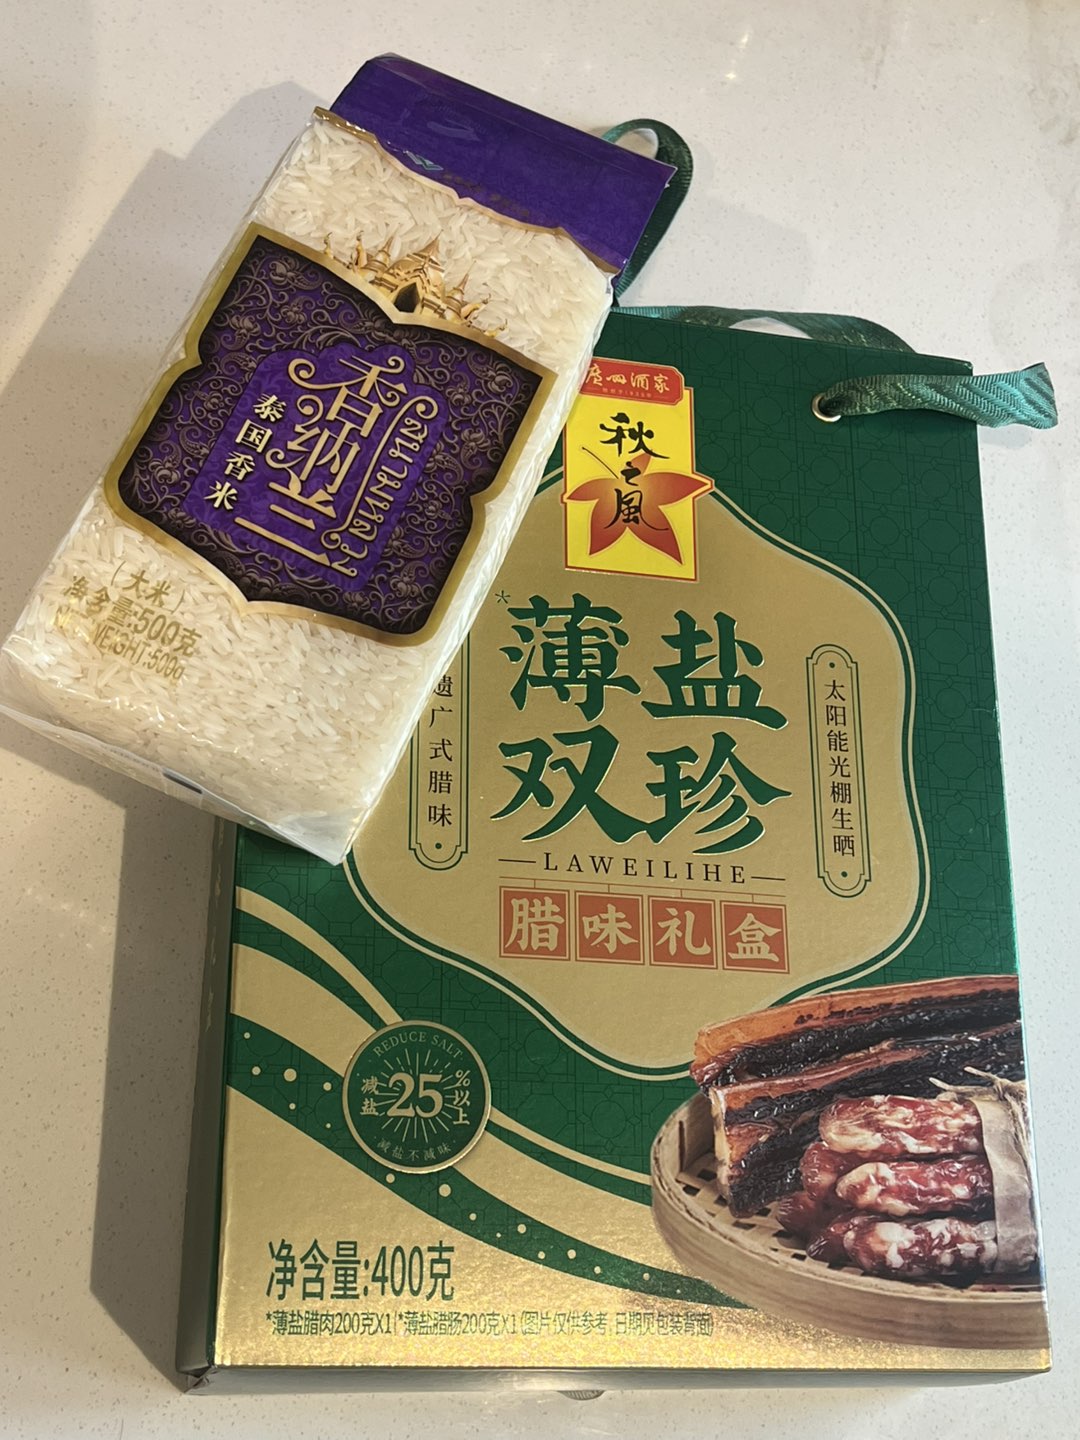 香纳兰
泰国香米
(大米)
净含量:500克
NET WEIGHT:500g
廣州酒家
秋之風
*薄盐
双珍
LAWEILIHE
腊味礼盒
遗广式腊味
太阳能光棚生晒
REDUCE SALT
减盐25%以上
减盐不减味
净含量:400克
*薄盐腊肉200克X1/*薄盐腊肠200克X1(图片仅供参考,日期见包装背面)